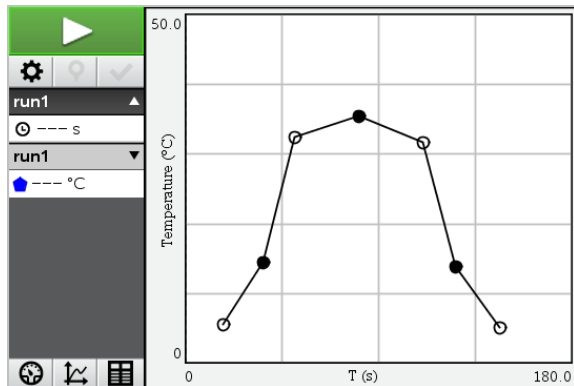 run1
--- s
run1
--- °C
50.0
Temperature (°C)
0
0
T (s)
180.0